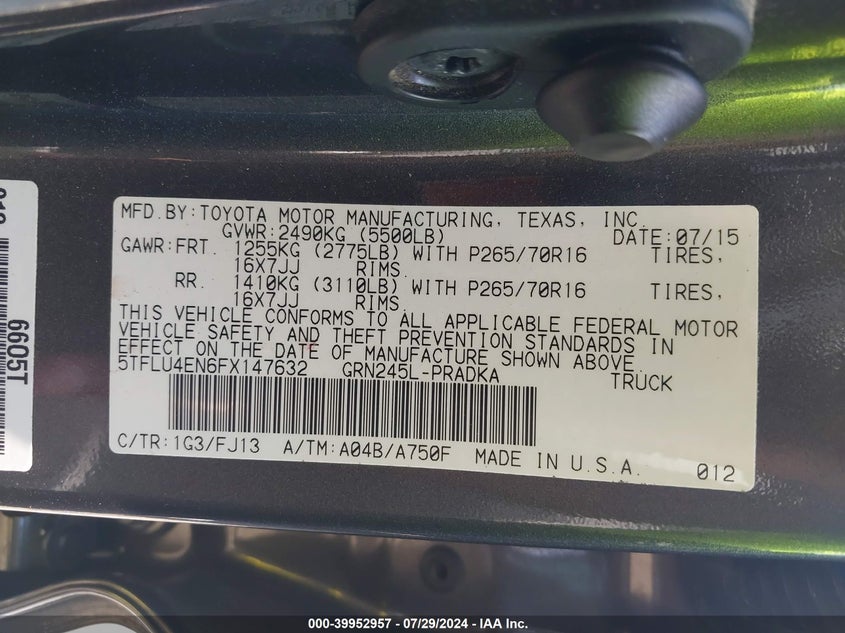 MFD.BY:TOYOTA MOTOR MANUFACTURING, TEXAS, INC.
GVWR:2490KG (5500LB) DATE:07/15
GAWR:FRT. 1255KG (2775LB) WITH P265/70R16 TIRES,
16X7JJ RIMS.
RR. 1410KG (3110LB) WITH P265/70R16 TIRES,
16X7JJ RIMS.
THIS VEHICLE CONFORMS TO ALL APPLICABLE FEDERAL MOTOR
VEHICLE SAFETY AND THEFT PREVENTION STANDARDS IN
EFFECT ON THE DATE OF MANUFACTURE SHOWN ABOVE.
5TFLU4EN6FX147632 GRN245L-PRADKA TRUCK
C/TR:1G3/FJ13 A/TM:A04B/A750F MADE IN U.S.A. 012
6605T
000-39952957 - 07/29/2024 - PREMIUM - IAA Inc.